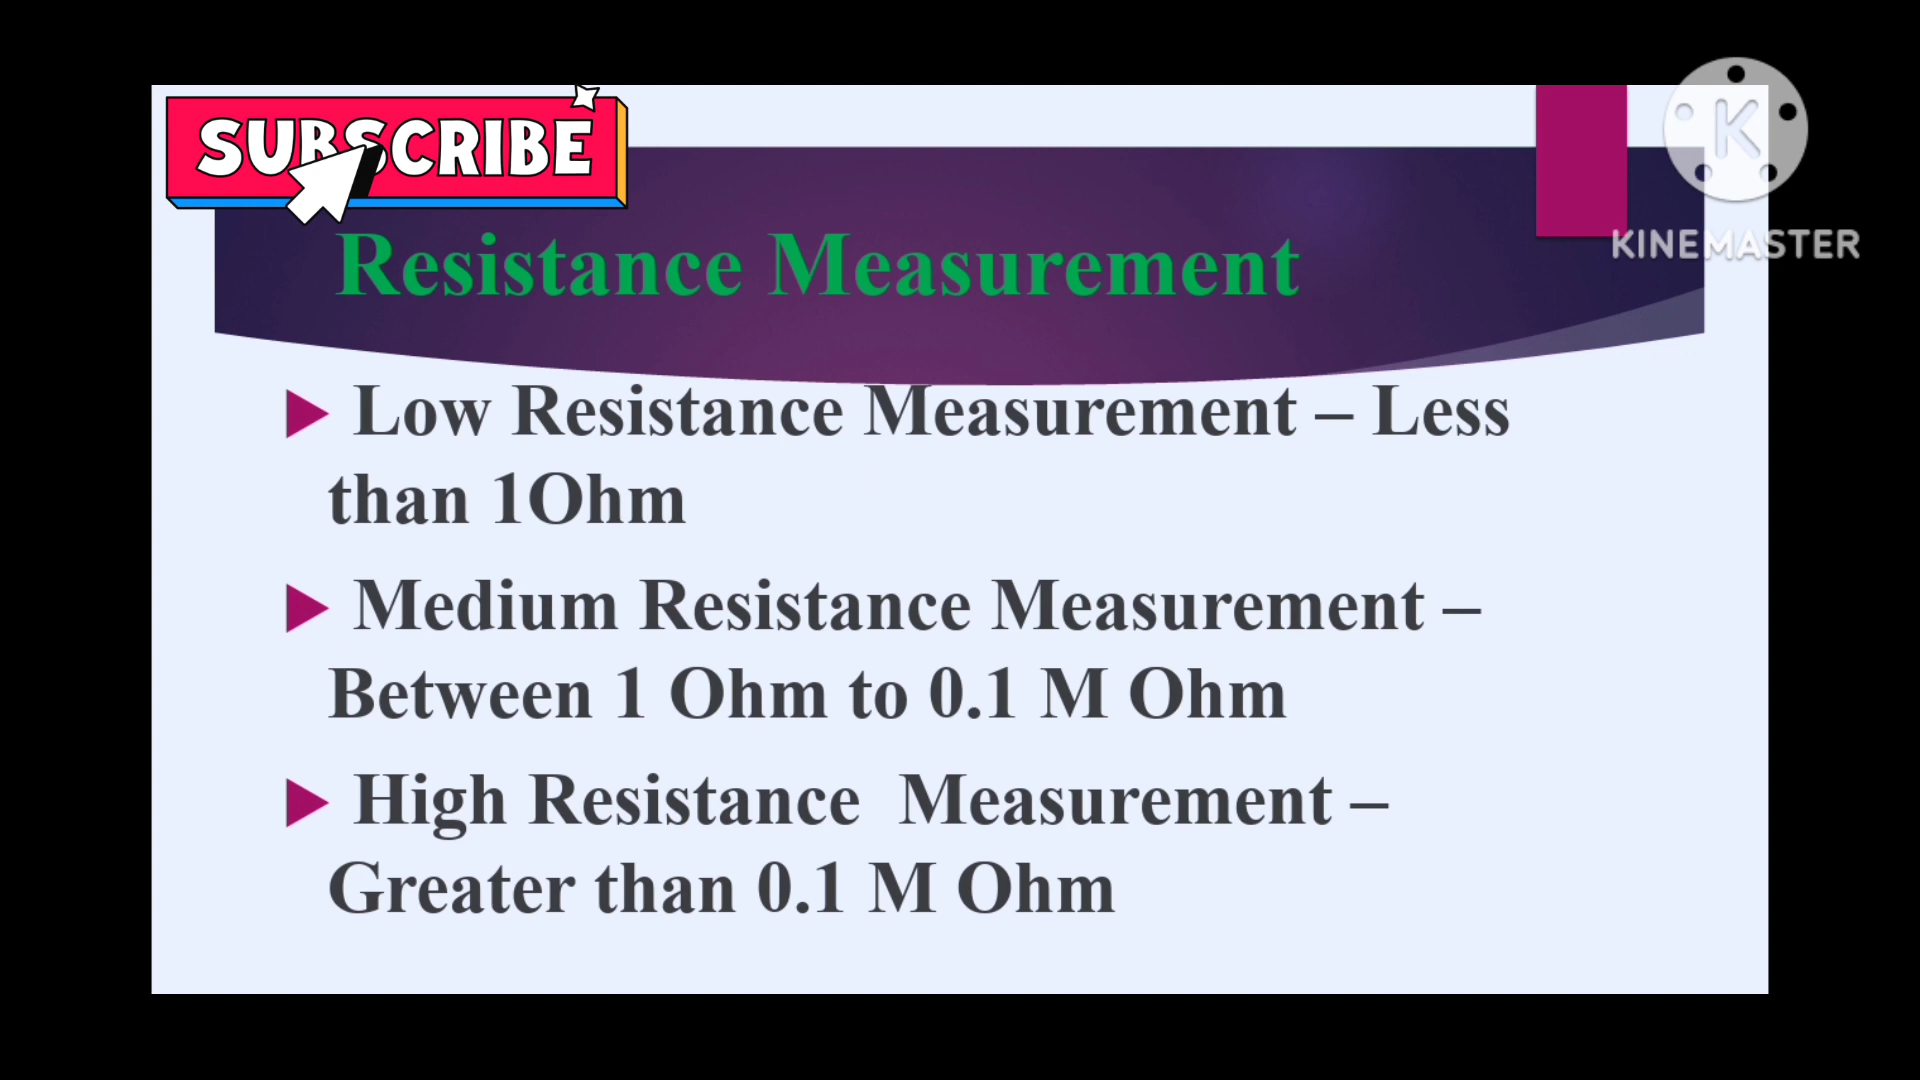 SUBSCRIBE
K
KINEMASTER
Resistance Measurement
Low Resistance Measurement – Less
than 1Ohm
Medium Resistance Measurement –
Between 1 Ohm to 0.1 M Ohm
High Resistance  Measurement –
Greater than 0.1 M Ohm